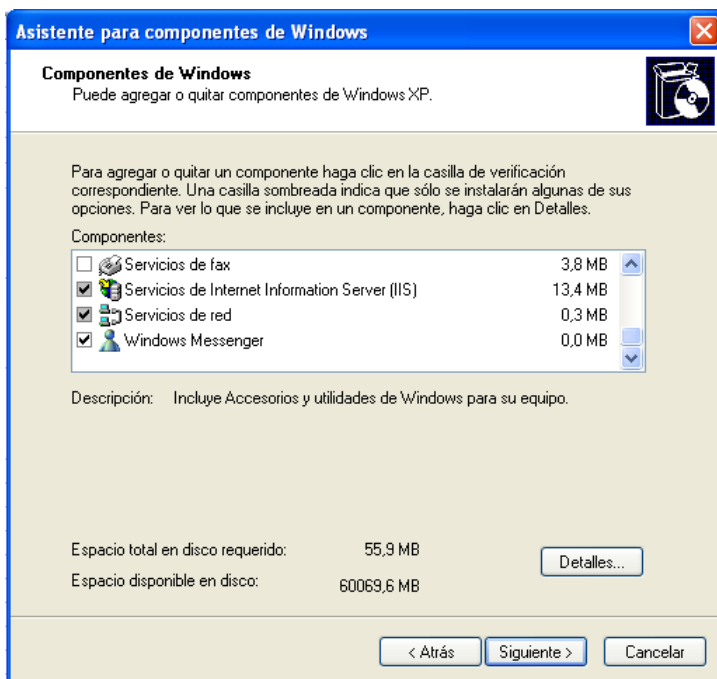 Asistente para componentes de Windows
Componentes de Windows
Puede agregar o quitar componentes de Windows XP.
Para agregar o quitar un componente haga clic en la casilla de verificación
correspondiente. Una casilla sombreada indica que sólo se instalarán algunas de sus
opciones. Para ver lo que se incluye en un componente, haga clic en Detalles.
Componentes:
Servicios de fax 3,8 MB
Servicios de Internet Information Server (IIS) 13,4 MB
Servicios de red 0,3 MB
Windows Messenger 0,0 MB
Descripción: Incluye Accesorios y utilidades de Windows para su equipo.
Espacio total en disco requerido: 55,9 MB
Detalles...
Espacio disponible en disco: 60069,6 MB
< Atrás Siguiente > Cancelar